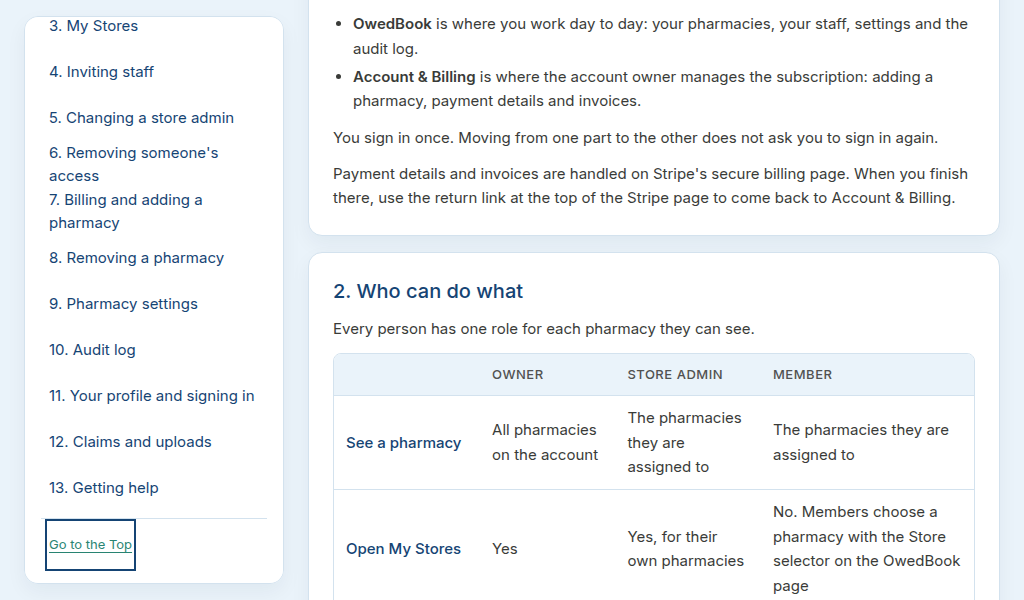 3. My Stores
4. Inviting staff
5. Changing a store admin
6. Removing someone's
access
7. Billing and adding a
pharmacy
8. Removing a pharmacy
9. Pharmacy settings
10. Audit log
11. Your profile and signing in
12. Claims and uploads
13. Getting help
Go to the Top
• OwedBook is where you work day to day: your pharmacies, your staff, settings and the
audit log.
• Account & Billing is where the account owner manages the subscription: adding a
pharmacy, payment details and invoices.
You sign in once. Moving from one part to the other does not ask you to sign in again.
Payment details and invoices are handled on Stripe's secure billing page. When you finish
there, use the return link at the top of the Stripe page to come back to Account & Billing.
2. Who can do what
Every person has one role for each pharmacy they can see.
OWNER STORE ADMIN MEMBER
See a pharmacy
All pharmacies
on the account
The pharmacies
they are
assigned to
The pharmacies they are
assigned to
Open My Stores
Yes
Yes, for their
own pharmacies
No. Members choose a
pharmacy with the Store
selector on the OwedBook
page